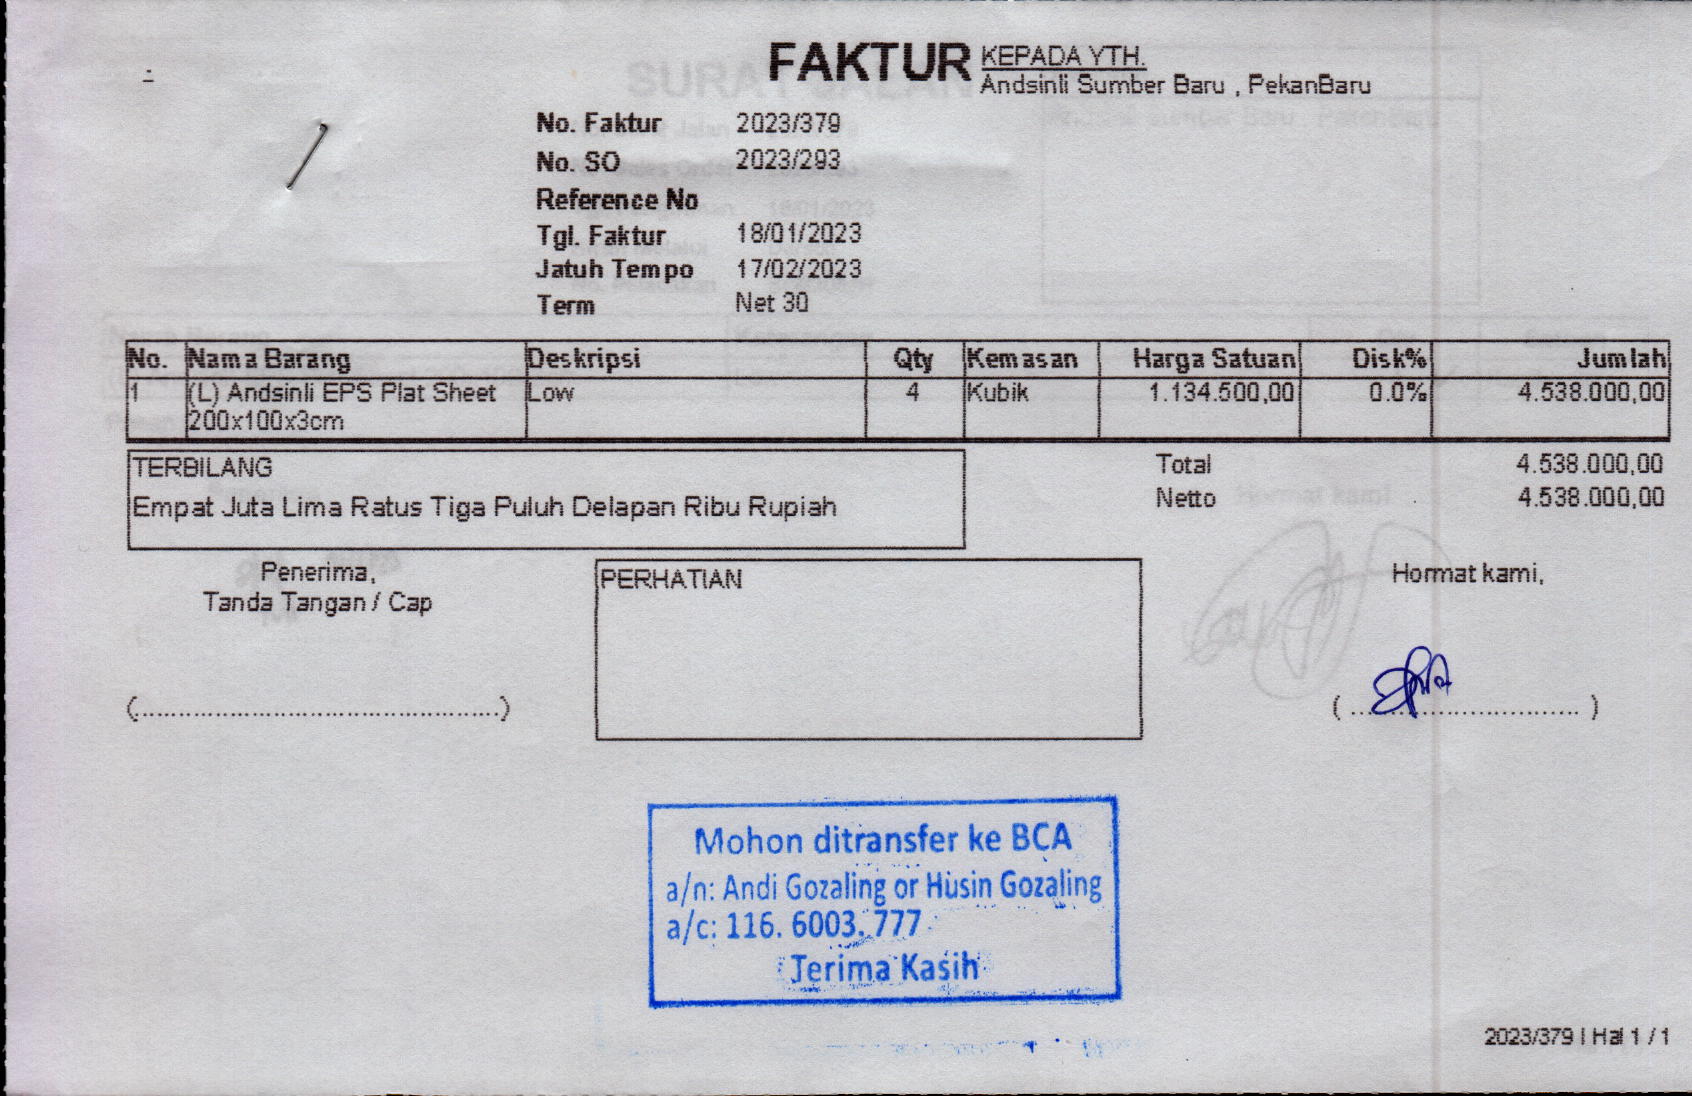 FAKTUR KEPADA YTH.
Andsinli Sumber Baru , PekanBaru
No. Faktur 2023/379
No. SO 2023/293
Reference No
Tgl. Faktur 18/01/2023
Jatuh Tempo 17/02/2023
Term Net 30
No. Nama Barang Deskripsi Qty Kemasan Harga Satuan Disk% Jumlah
1 (L) Andsinli EPS Plat Sheet Low 4 Kubik 1.134.500,00 0.0% 4.538.000,00
200x100x3cm
TERBILANG
Empat Juta Lima Ratus Tiga Puluh Delapan Ribu Rupiah
Total 4.538.000,00
Netto 4.538.000,00
Penerima,
Tanda Tangan / Cap
(..............................................)
PERHATIAN
Hormat kami,
( .............................. )
Mohon ditransfer ke BCA
a/n: Andi Gozaling or Husin Gozaling
a/c: 116. 6003. 777
Terima Kasih
2023/379 | Hal 1 / 1